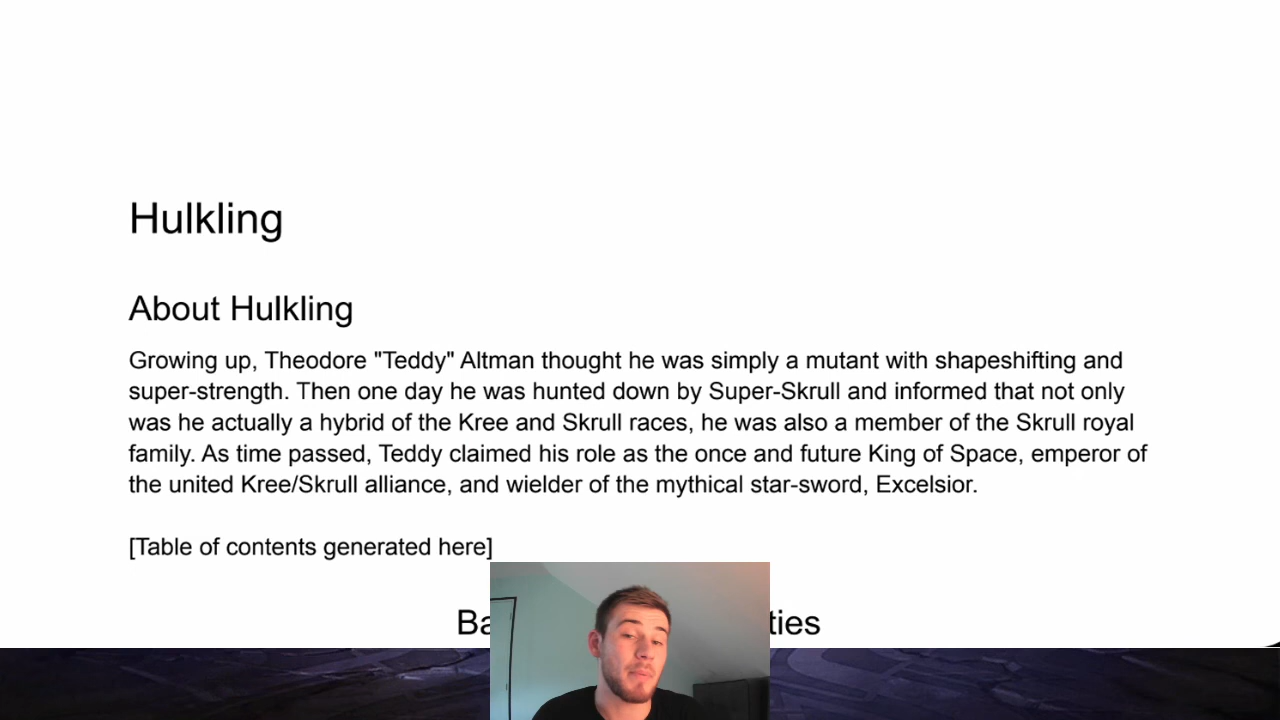 Hulkling
About Hulkling
Growing up, Theodore "Teddy" Altman thought he was simply a mutant with shapeshifting and
super-strength. Then one day he was hunted down by Super-Skrull and informed that not only
was he actually a hybrid of the Kree and Skrull races, he was also a member of the Skrull royal
family. As time passed, Teddy claimed his role as the once and future King of Space, emperor of
the united Kree/Skrull alliance, and wielder of the mythical star-sword, Excelsior.
[Table of contents generated here]